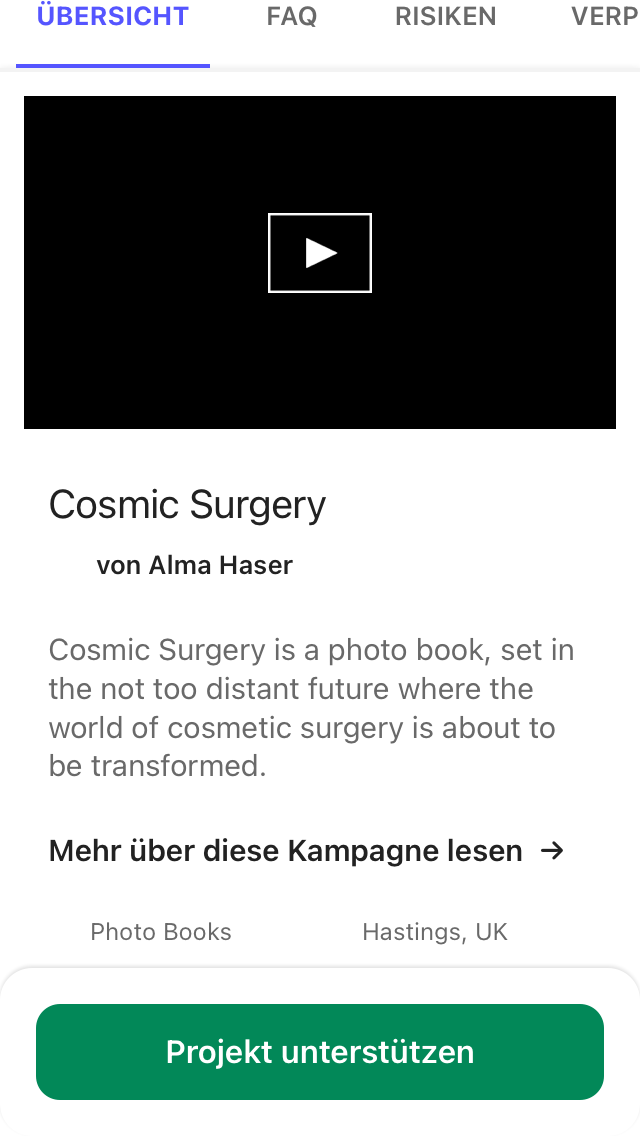 ÜBERSICHT FAQ RISIKEN VERP
Cosmic Surgery
von Alma Haser
Cosmic Surgery is a photo book, set in
the not too distant future where the
world of cosmetic surgery is about to
be transformed.
Mehr über diese Kampagne lesen →
Photo Books Hastings, UK
Projekt unterstützen